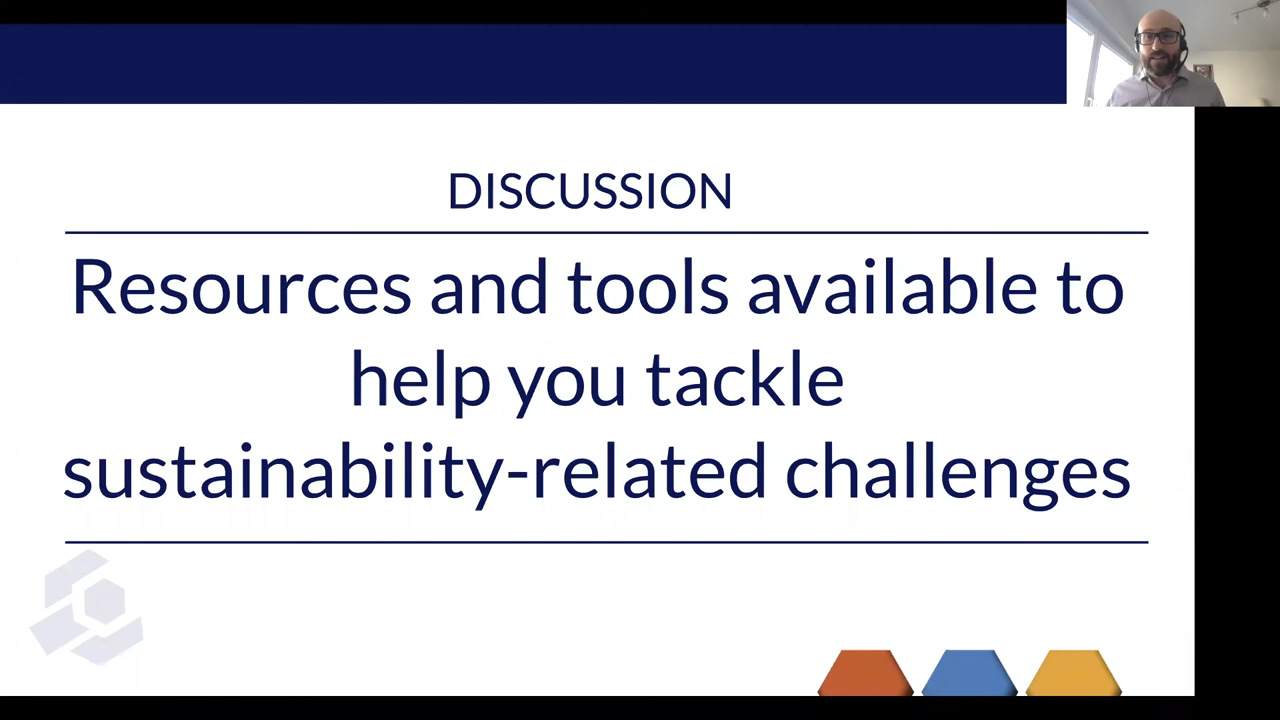 DISCUSSION
Resources and tools available to
help you tackle
sustainability-related challenges